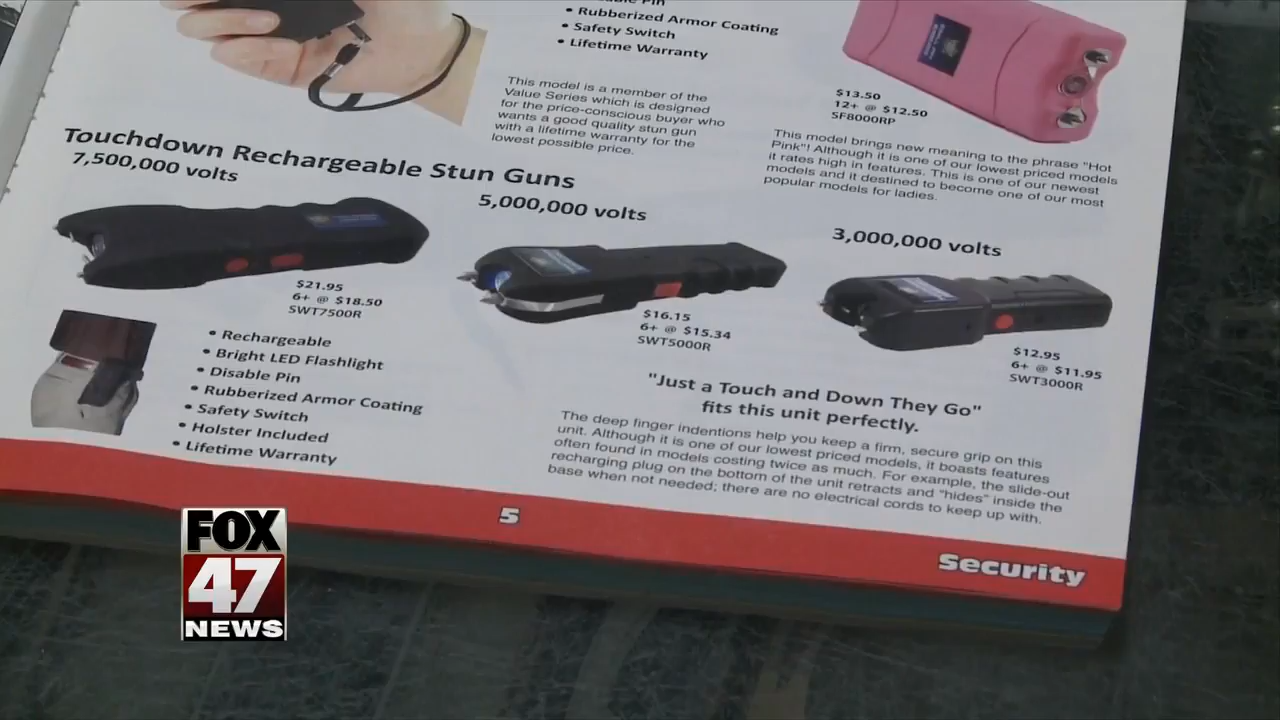 Pin
• Rubberized Armor Coating
• Safety Switch
• Lifetime Warranty
This model is a member of the
Value Series which is designed
for the price-conscious buyer who
wants a good quality stun gun
with a lifetime warranty for the
lowest possible price.
$13.50
12+ @ $12.50
SF8000RP
This model brings new meaning to the phrase "Hot
Pink"! Although it is one of our lowest priced models
it rates high in features. This is one of our newest
models and it destined to become one of our most
popular models for ladies.
Touchdown Rechargeable Stun Guns
7,500,000 volts
5,000,000 volts
3,000,000 volts
$21.95
6+ @ $18.50
SWT7500R
$16.15
6+ @ $15.34
SWT5000R
$12.95
6+ @ $11.95
SWT3000R
• Rechargeable
• Bright LED Flashlight
• Disable Pin
• Rubberized Armor Coating
• Safety Switch
• Holster Included
• Lifetime Warranty
"Just a Touch and Down They Go"
fits this unit perfectly.
The deep finger indentions help you keep a firm, secure grip on this
unit. Although it is one of our lowest priced models, it boasts features
often found in models costing twice as much. For example, the slide-out
recharging plug on the bottom of the unit retracts and "hides" inside the
base when not needed; there are no electrical cords to keep up with.
5
Security
FOX
47
NEWS